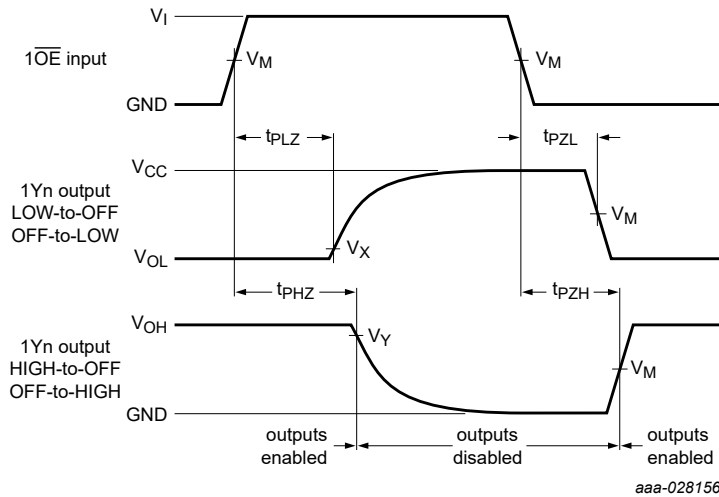 V_I
1O̅E̅ input
V_M
V_M
GND
t_PLZ
t_PZL
V_CC
1Yn output
LOW-to-OFF
OFF-to-LOW
V_M
V_X
V_OL
t_PHZ
t_PZH
V_OH
V_Y
1Yn output
HIGH-to-OFF
OFF-to-HIGH
V_M
GND
outputs
enabled
outputs
disabled
outputs
enabled
aaa-028156